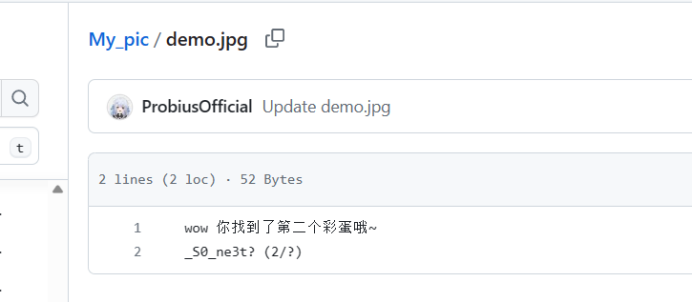 My_pic / demo.jpg
ProbiusOfficial Update demo.jpg
t
2 lines (2 loc) · 52 Bytes
1 wow 你找到了第二个彩蛋哦~
2 _S0_ne3t? (2/?)